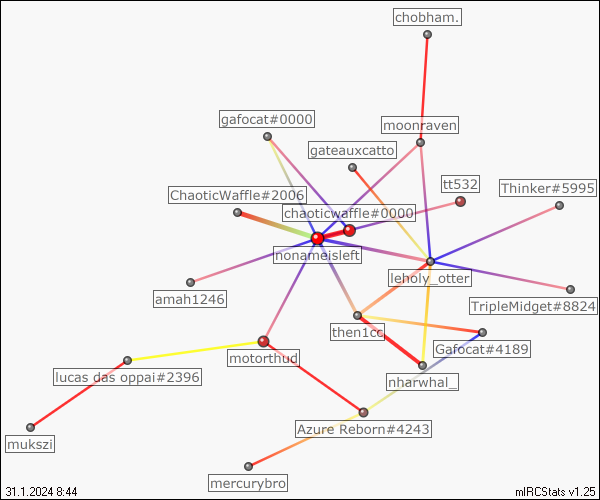 chobham.
gafocat#0000
moonraven
gateauxcatto
tt532
ChaoticWaffle#2006
Thinker#5995
chaoticwaffle#0000
nonameisleft
leholy_otter
amah1246
TripleMidget#8824
then1cc
motorthud
Gafocat#4189
lucas das oppai#2396
nharwhal_
Azure Reborn#4243
mukszi
mercurybro
31.1.2024 8:44
mIRCStats v1.25